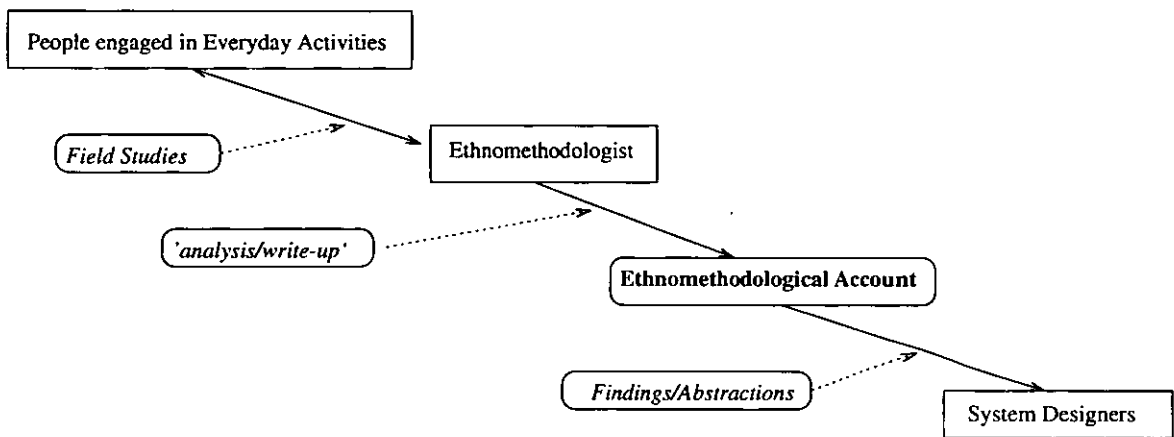 People engaged in Everyday Activities
Field Studies
Ethnomethodologist
'analysis/write-up'
Ethnomethodological Account
Findings/Abstractions
System Designers